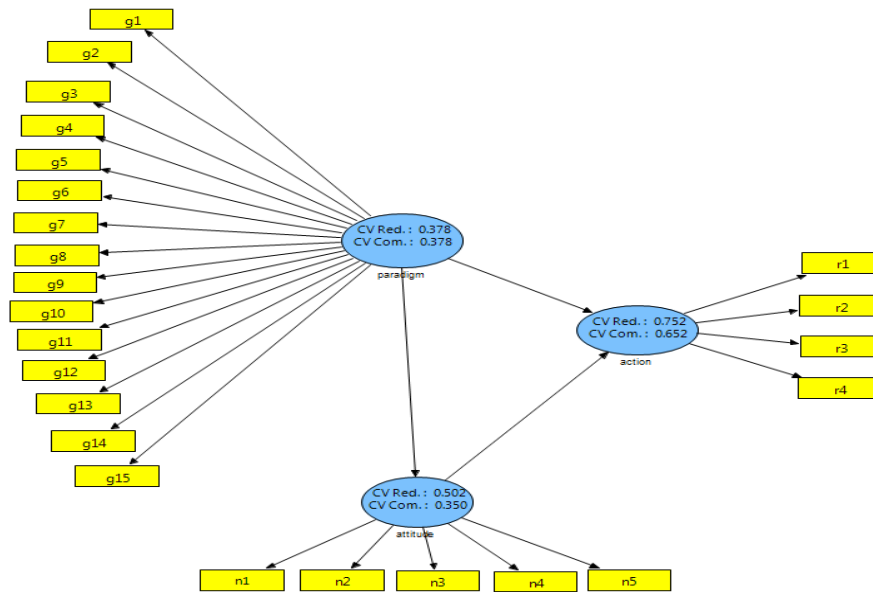 g1
g2
g3
g4
g5
g6
g7
g8
g9
g10
g11
g12
g13
g14
g15
CV Red. : 0.378
CV Com. : 0.378
paradigm
CV Red. : 0.752
CV Com. : 0.652
action
r1
r2
r3
r4
CV Red. : 0.502
CV Com. : 0.350
attitude
n1
n2
n3
n4
n5